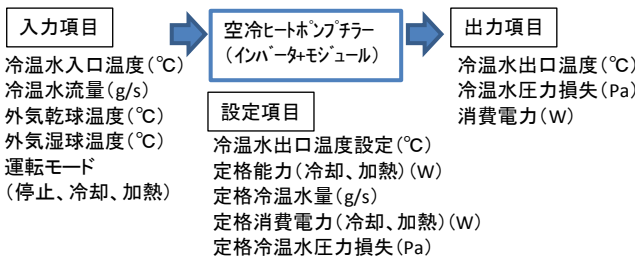 入力項目
冷温水入口温度(℃)
冷温水流量(g/s)
外気乾球温度(℃)
外気湿球温度(℃)
運転モード
(停止、冷却、加熱)
空冷ヒートポンプチラー
(インバータ+モジュール)
設定項目
冷温水出口温度設定(℃)
定格能力(冷却、加熱)(W)
定格冷温水量(g/s)
定格消費電力(冷却、加熱)(W)
定格冷温水圧力損失(Pa)
出力項目
冷温水出口温度(℃)
冷温水圧力損失(Pa)
消費電力(W)